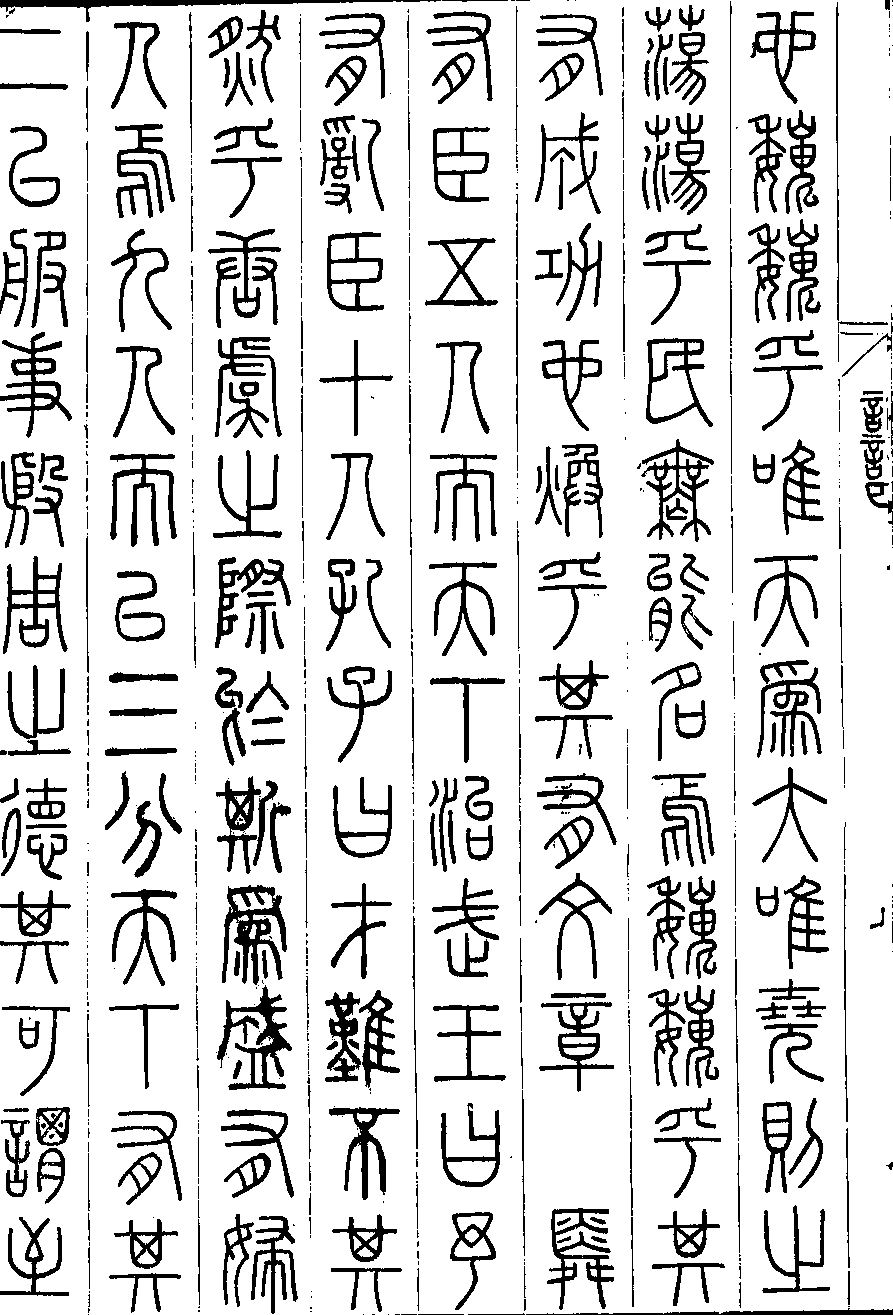 也巍巍乎唯天爲大唯堯則之
蕩蕩乎民無能名焉巍巍乎其
有成功也煥乎其有文章 舜
有臣五人而天下治武王曰予
有亂臣十人孔子曰才難不其
然乎唐虞之際於斯爲盛有婦
人焉九人而已三分天下有其
二以服事殷周之德其可謂至